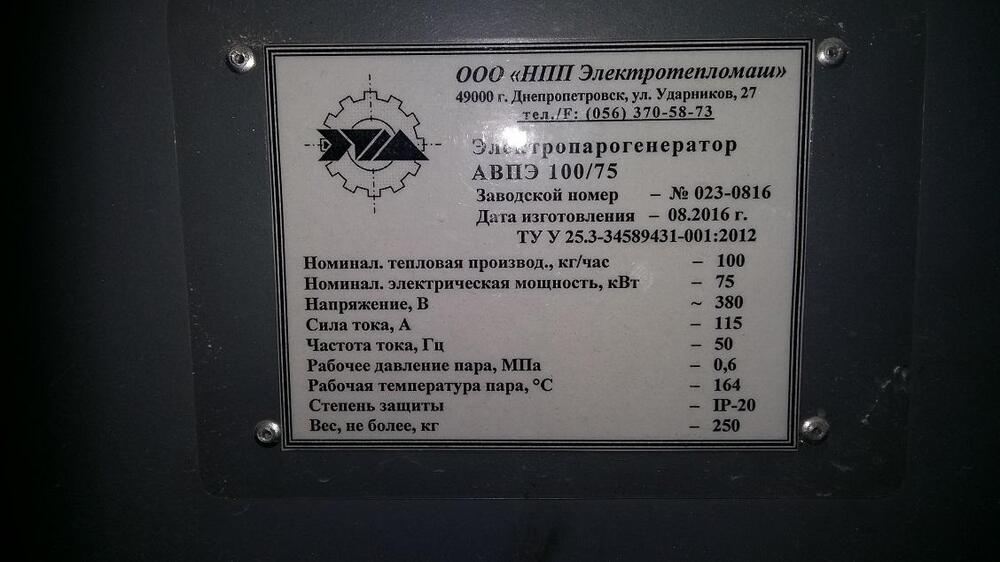 ООО «НПП Электротепломаш»
49000 г. Днепропетровск, ул. Ударников, 27
тел./F: (056) 370-58-73
Электропарогенератор
АВПЭ 100/75
Заводской номер – № 023-0816
Дата изготовления – 08.2016 г.
ТУ У 25.3-34589431-001:2012
Номинал. тепловая производ., кг/час – 100
Номинал. электрическая мощность, кВт – 75
Напряжение, В ~ 380
Сила тока, А – 115
Частота тока, Гц – 50
Рабочее давление пара, МПа – 0,6
Рабочая температура пара, °С – 164
Степень защиты – IP-20
Вес, не более, кг – 250